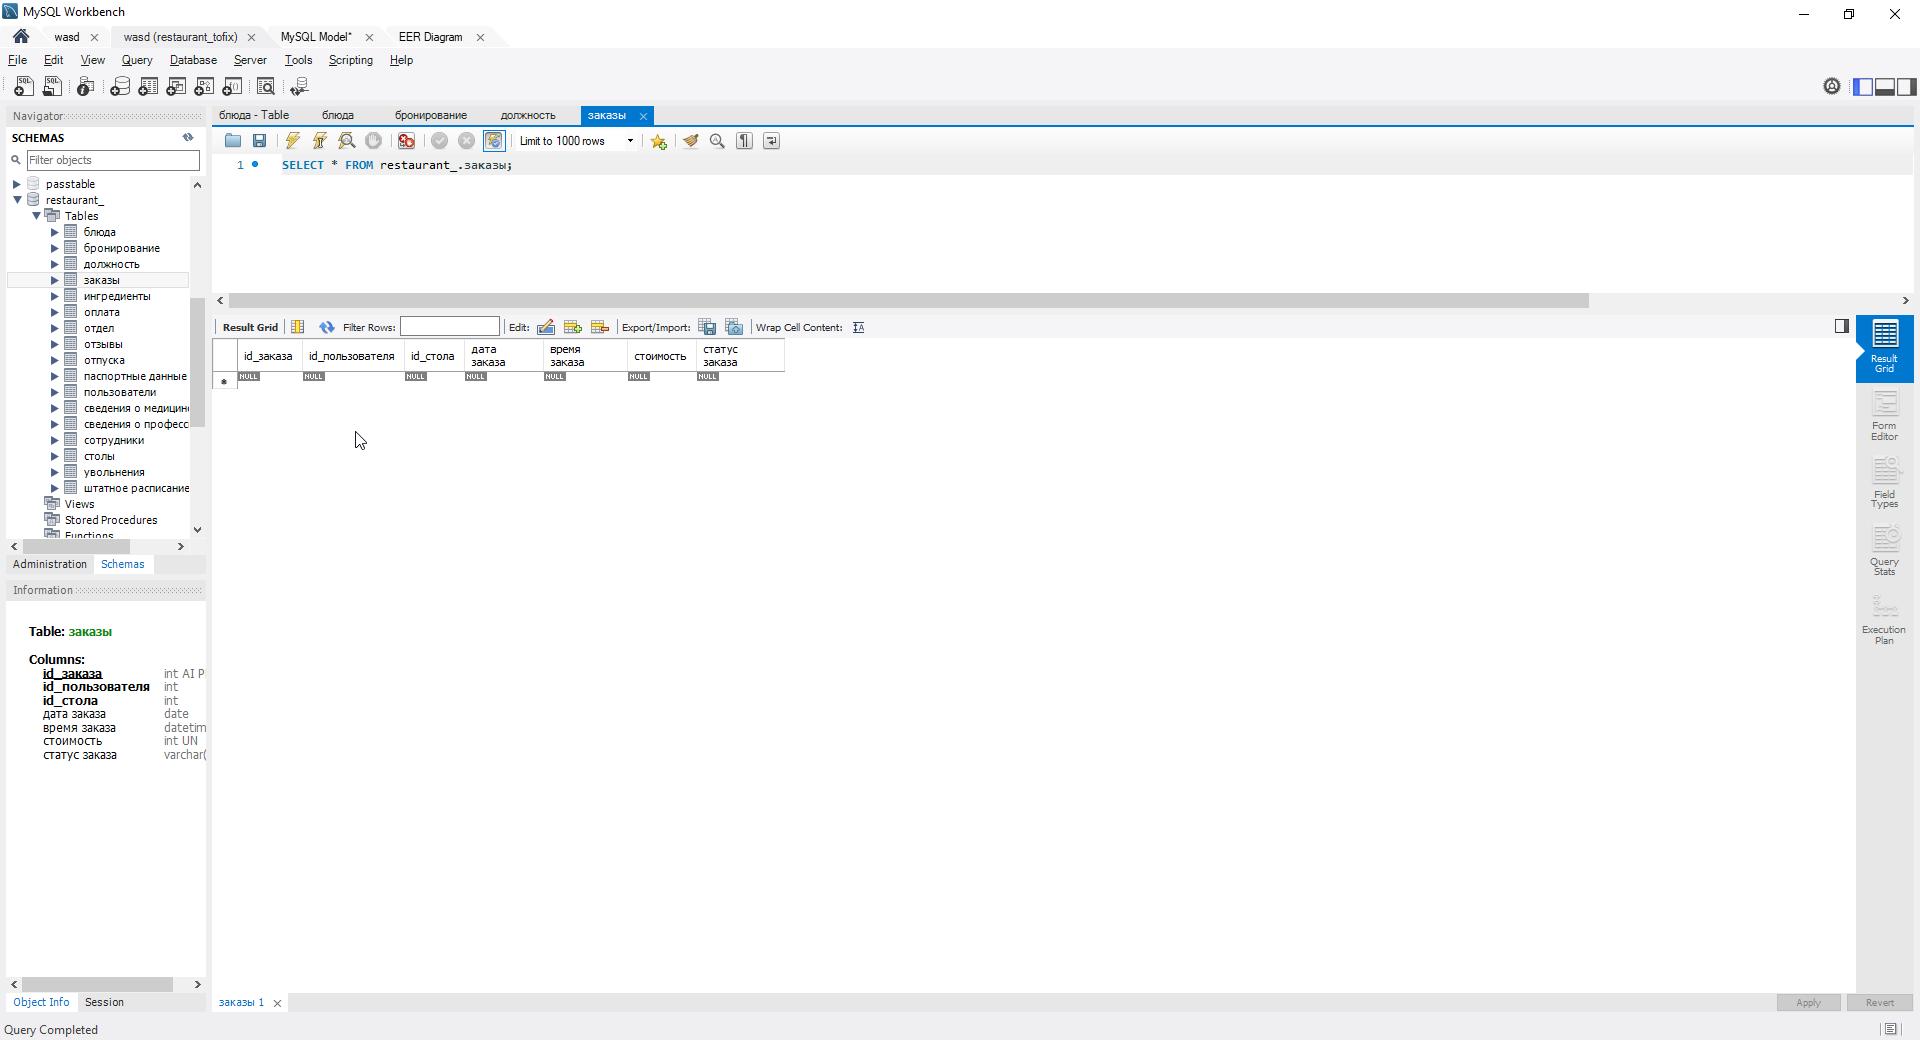 MySQL Workbench
wasd
wasd (restaurant_tofix)
MySQL Model*
EER Diagram
File Edit View Query Database Server Tools Scripting Help
Navigator
SCHEMAS
Filter objects
passtable
restaurant_
Tables
блюда
бронирование
должность
заказы
ингредиенты
оплата
отдел
отзывы
отпуска
паспортные данные
пользователи
сведения о медицин
сведения о професс
сотрудники
столы
увольнения
штатное расписание
Views
Stored Procedures
Functions
Administration Schemas
Information
Table: заказы
Columns:
id_заказа int AI P
id_пользователя int
id_стола int
дата заказа date
время заказа datetim
стоимость int UN
статус заказа varchar(
Object Info Session
Query Completed
блюда - Table
блюда
бронирование
должность
заказы
Limit to 1000 rows
1 SELECT * FROM restaurant_.заказы;
Result Grid Filter Rows: Edit: Export/Import: Wrap Cell Content:
id_заказа id_пользователя id_стола дата заказа время заказа стоимость статус заказа
NULL NULL NULL NULL NULL NULL NULL
Result
Grid
Form
Editor
Field
Types
Query
Stats
Execution
Plan
заказы 1
Apply Revert